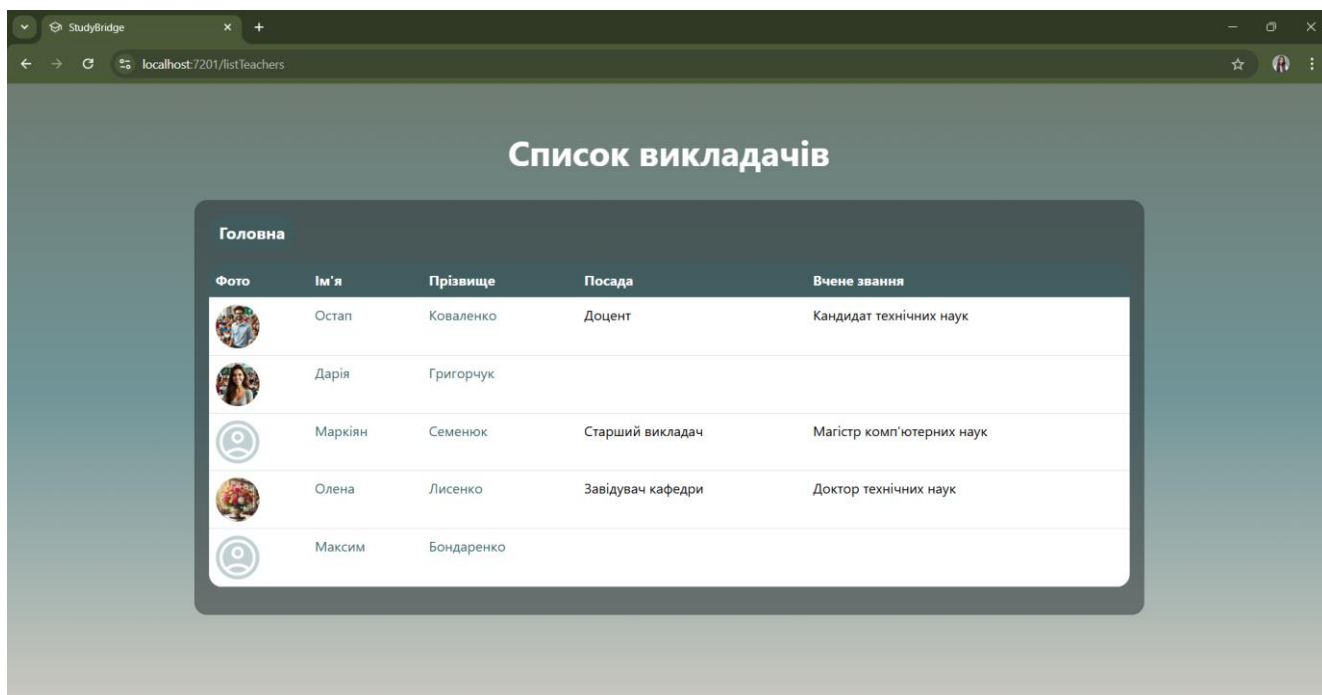 StudyBridge
localhost:7201/listTeachers
Список викладачів
Головна
Фото Ім'я Прізвище Посада Вчене звання
Остап Коваленко Доцент Кандидат технічних наук
Дарія Григорчук
Маркіян Семенюк Старший викладач Магістр комп'ютерних наук
Олена Лисенко Завідувач кафедри Доктор технічних наук
Максим Бондаренко